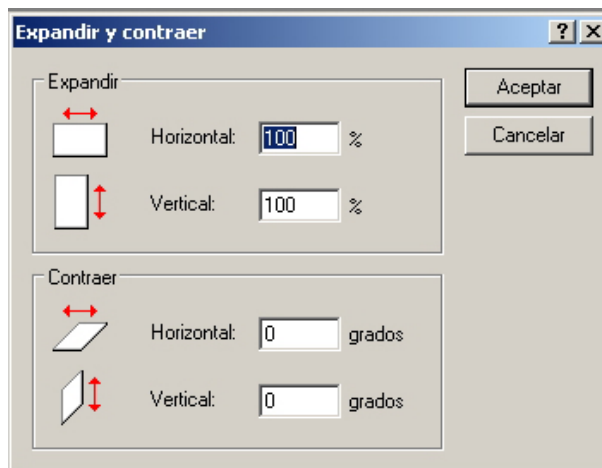 Expandir y contraer
Expandir
Horizontal: 100 %
Vertical: 100 %
Contraer
Horizontal: 0 grados
Vertical: 0 grados
Aceptar
Cancelar